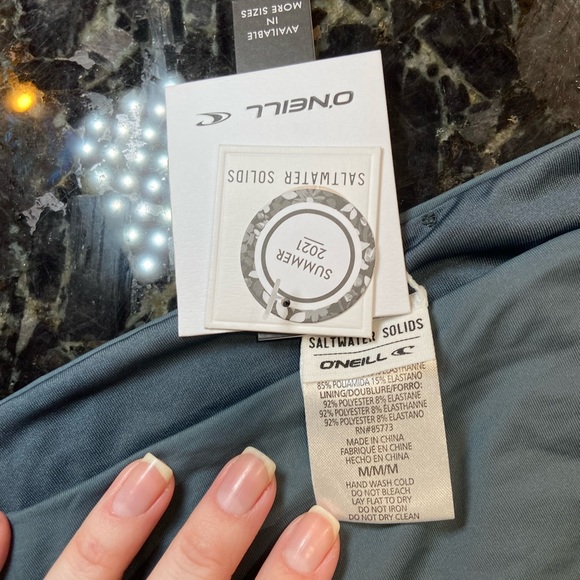 AVAILABLE
IN
MORE SIZES
O'NEILL
SALTWATER SOLIDS
SUMMER
2021
SALTWATER SOLIDS
O'NEILL
85% POLIAMIDA 15% ELASTANO
LINING/DOUBLURE/FORRO:
92% POLYESTER 8% ELASTANE
92% POLYESTER 8% ÉLASTHANNE
92% POLYESTER 8% ELASTANO
RN#85773
MADE IN CHINA
FABRIQUÉ EN CHINE
HECHO EN CHINA
M/M/M
HAND WASH COLD
DO NOT BLEACH
LAY FLAT TO DRY
DO NOT IRON
DO NOT DRY CLEAN